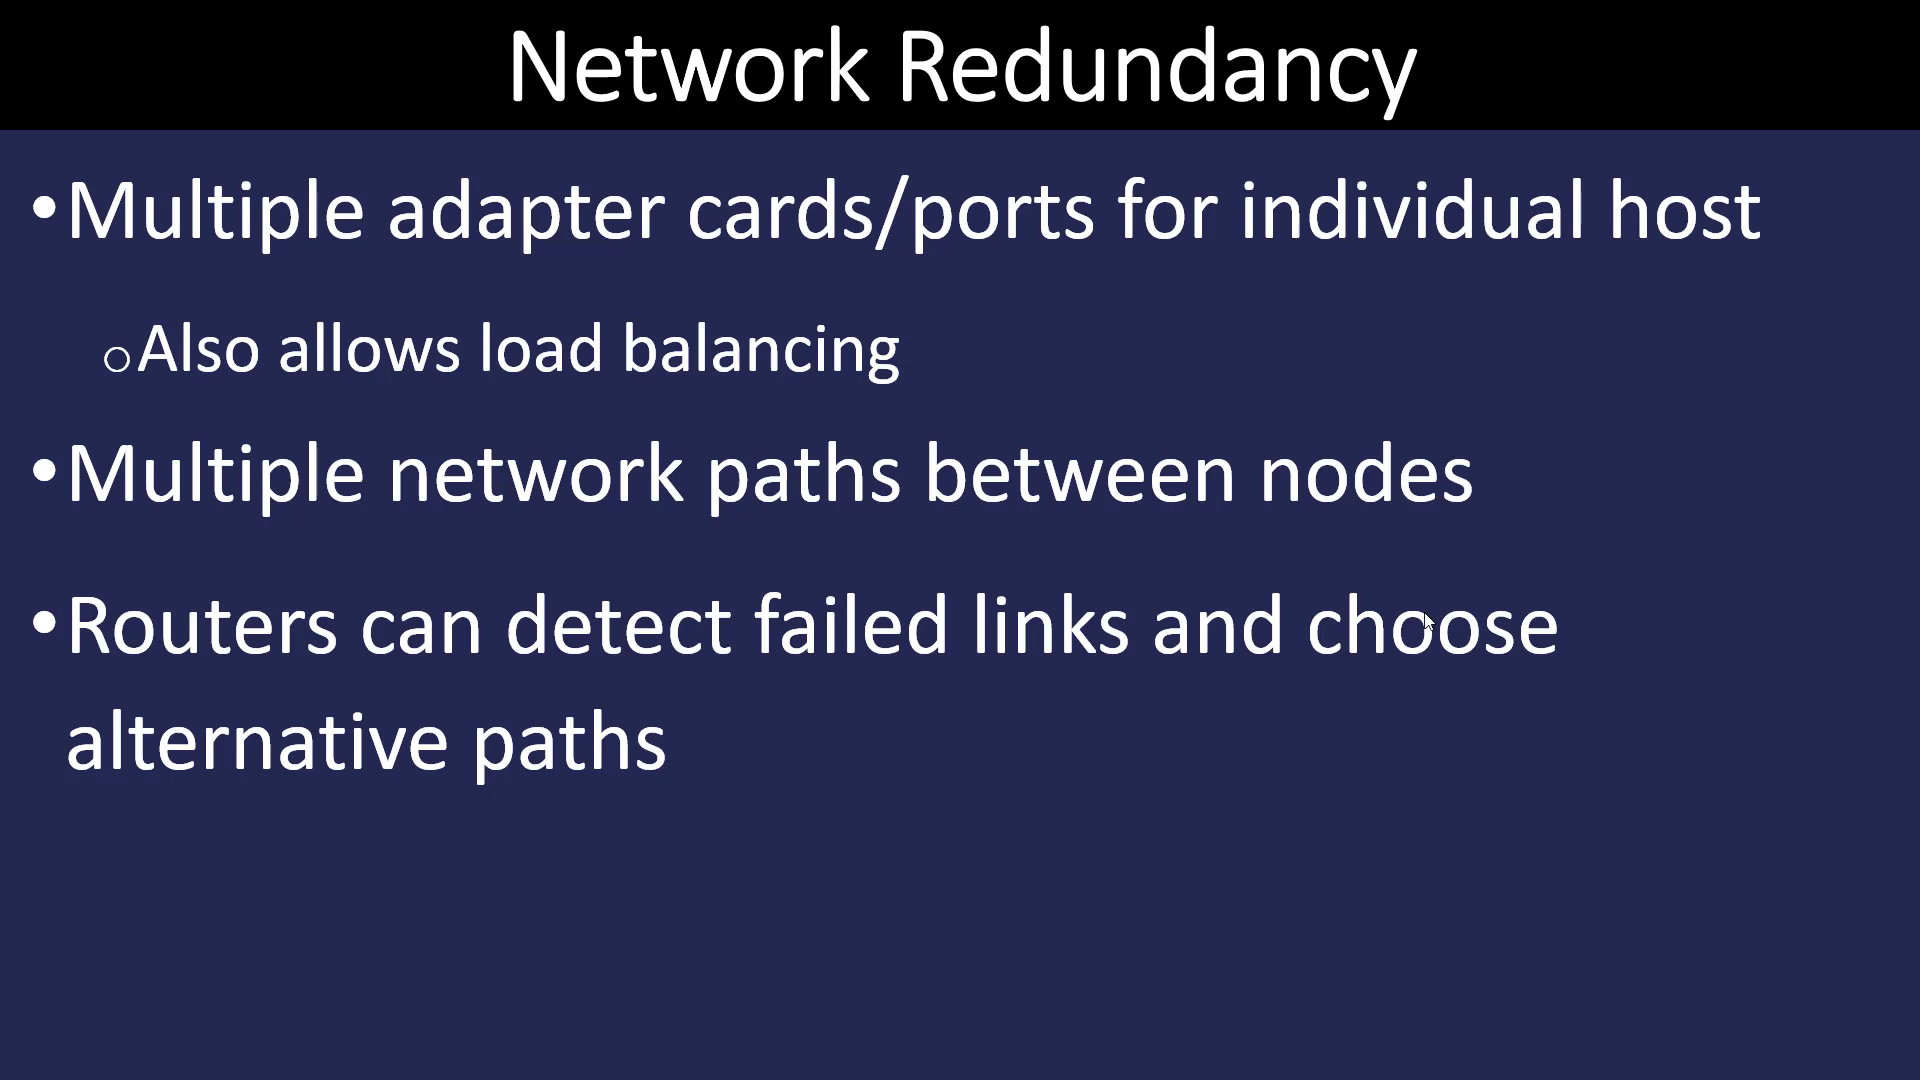 Network Redundancy
•Multiple adapter cards/ports for individual host
oAlso allows load balancing
•Multiple network paths between nodes
•Routers can detect failed links and choose
alternative paths